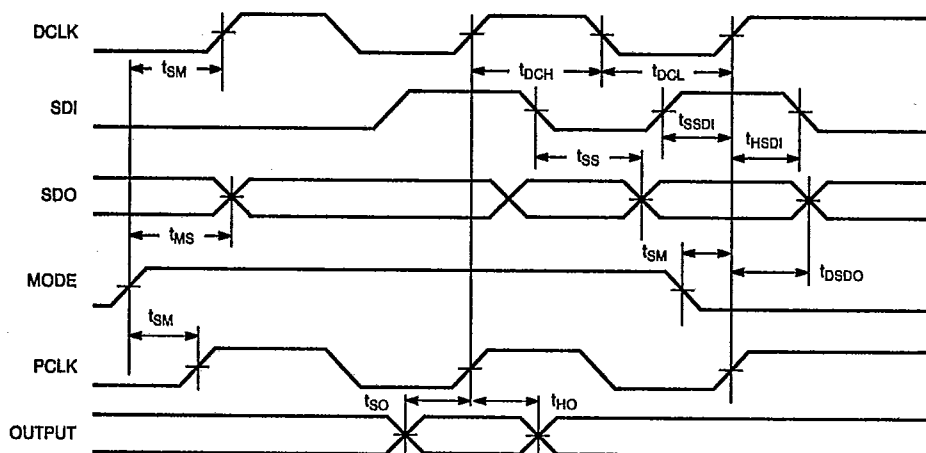 DCLK
tSM
tDCH
tDCL
SDI
tSSDI
tHSDI
tSS
SDO
tMS
tSM
tDSDO
MODE
tSM
PCLK
tSO
tHO
OUTPUT